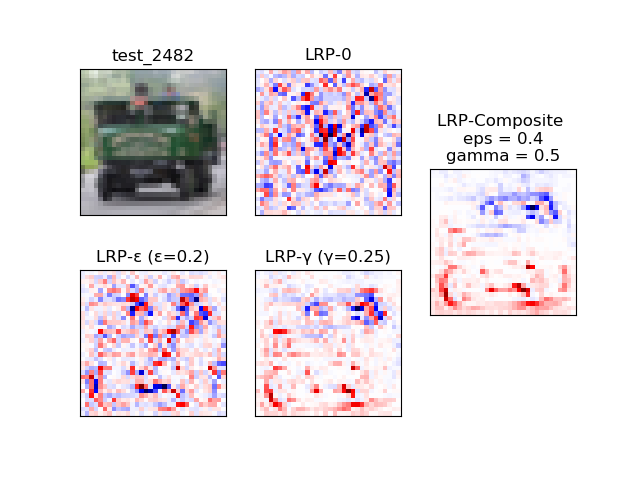 test_2482
LRP-0
LRP-Composite
eps = 0.4
gamma = 0.5
LRP-ε (ε=0.2)
LRP-γ (γ=0.25)